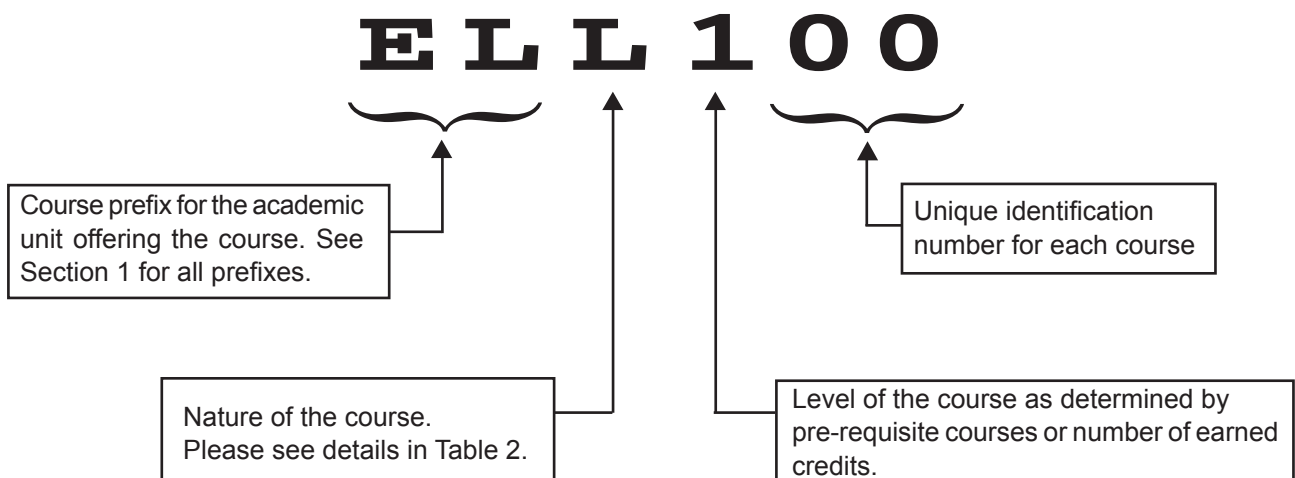 ELL100
Course prefix for the academic
unit offering the course. See
Section 1 for all prefixes.
Unique identification
number for each course
Nature of the course.
Please see details in Table 2.
Level of the course as determined by
pre-requisite courses or number of earned
credits.